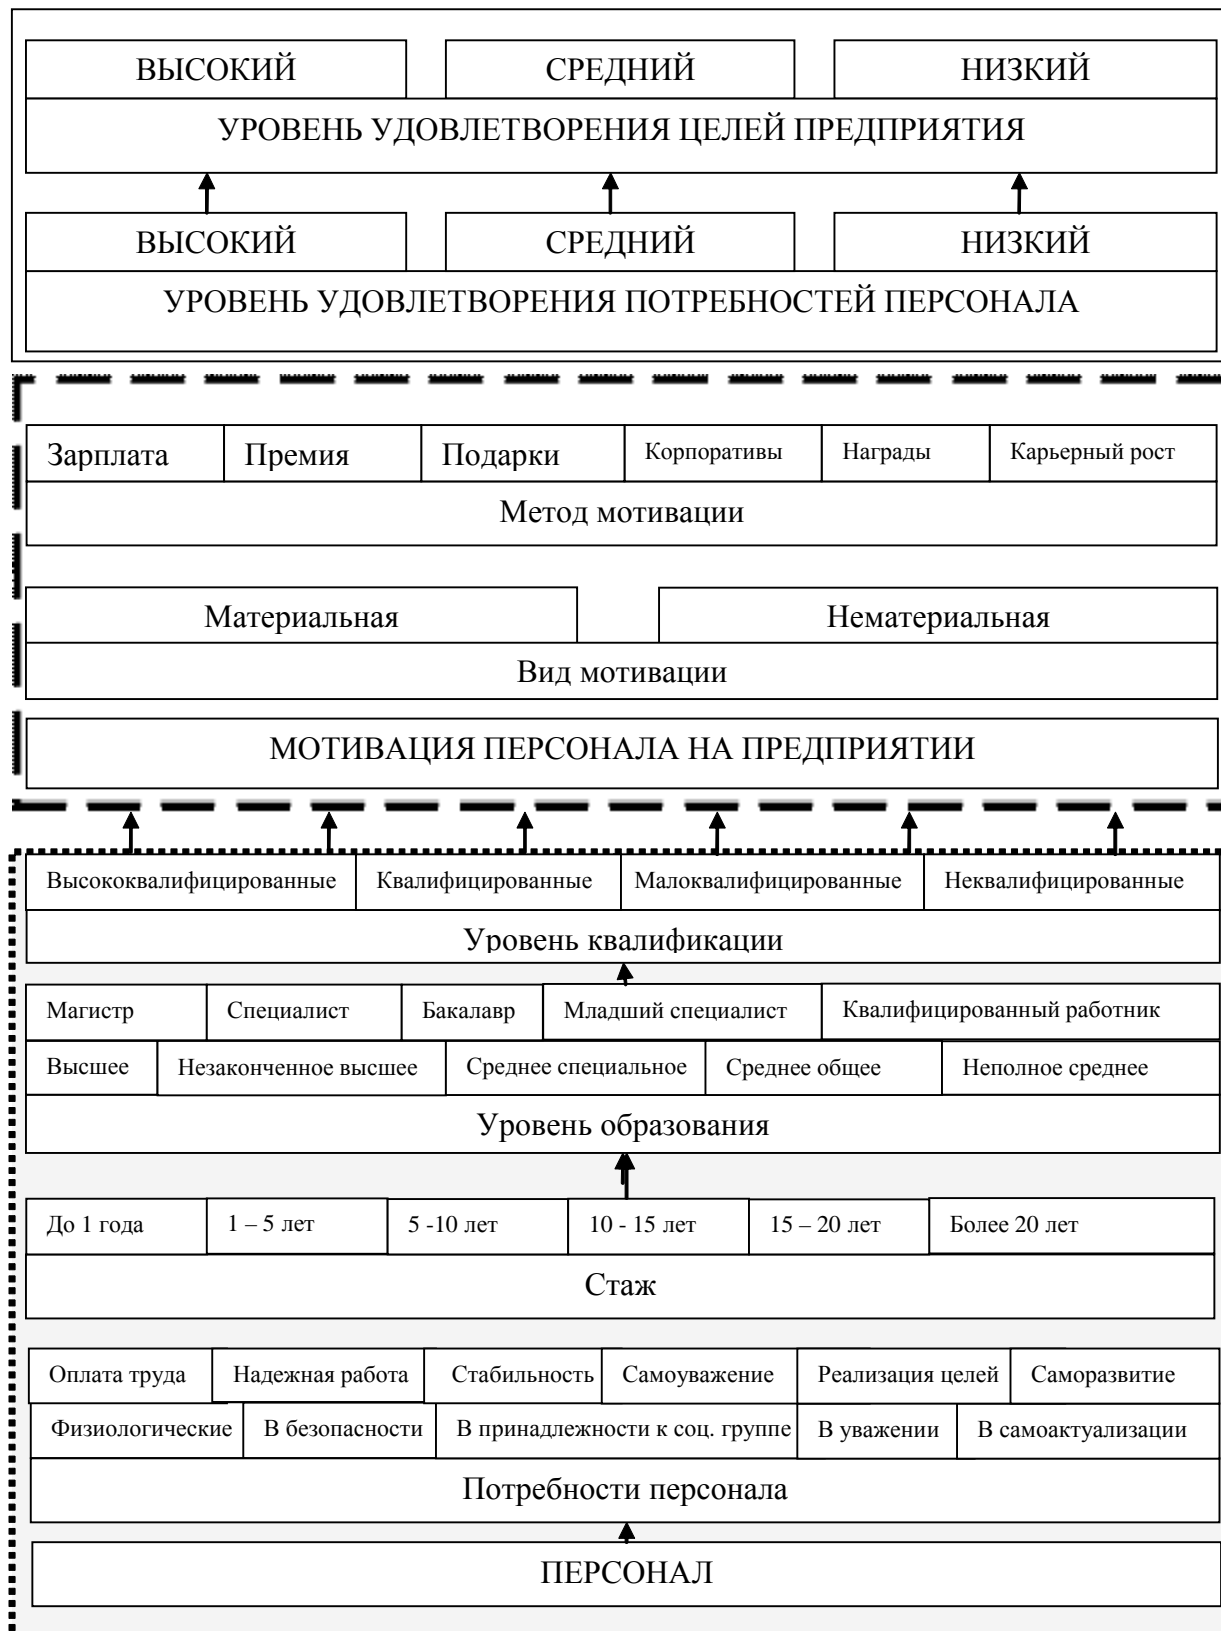 ВЫСОКИЙ СРЕДНИЙ НИЗКИЙ
УРОВЕНЬ УДОВЛЕТВОРЕНИЯ ЦЕЛЕЙ ПРЕДПРИЯТИЯ
ВЫСОКИЙ СРЕДНИЙ НИЗКИЙ
УРОВЕНЬ УДОВЛЕТВОРЕНИЯ ПОТРЕБНОСТЕЙ ПЕРСОНАЛА
Зарплата Премия Подарки Корпоративы Награды Карьерный рост
Метод мотивации
Материальная Нематериальная
Вид мотивации
МОТИВАЦИЯ ПЕРСОНАЛА НА ПРЕДПРИЯТИИ
Высококвалифицированные Квалифицированные Малоквалифицированные Неквалифицированные
Уровень квалификации
Магистр Специалист Бакалавр Младший специалист Квалифицированный работник
Высшее Незаконченное высшее Среднее специальное Среднее общее Неполное среднее
Уровень образования
До 1 года 1 – 5 лет 5 -10 лет 10 - 15 лет 15 – 20 лет Более 20 лет
Стаж
Оплата труда Надежная работа Стабильность Самоуважение Реализация целей Саморазвитие
Физиологические В безопасности В принадлежности к соц. группе В уважении В самоактуализации
Потребности персонала
ПЕРСОНАЛ